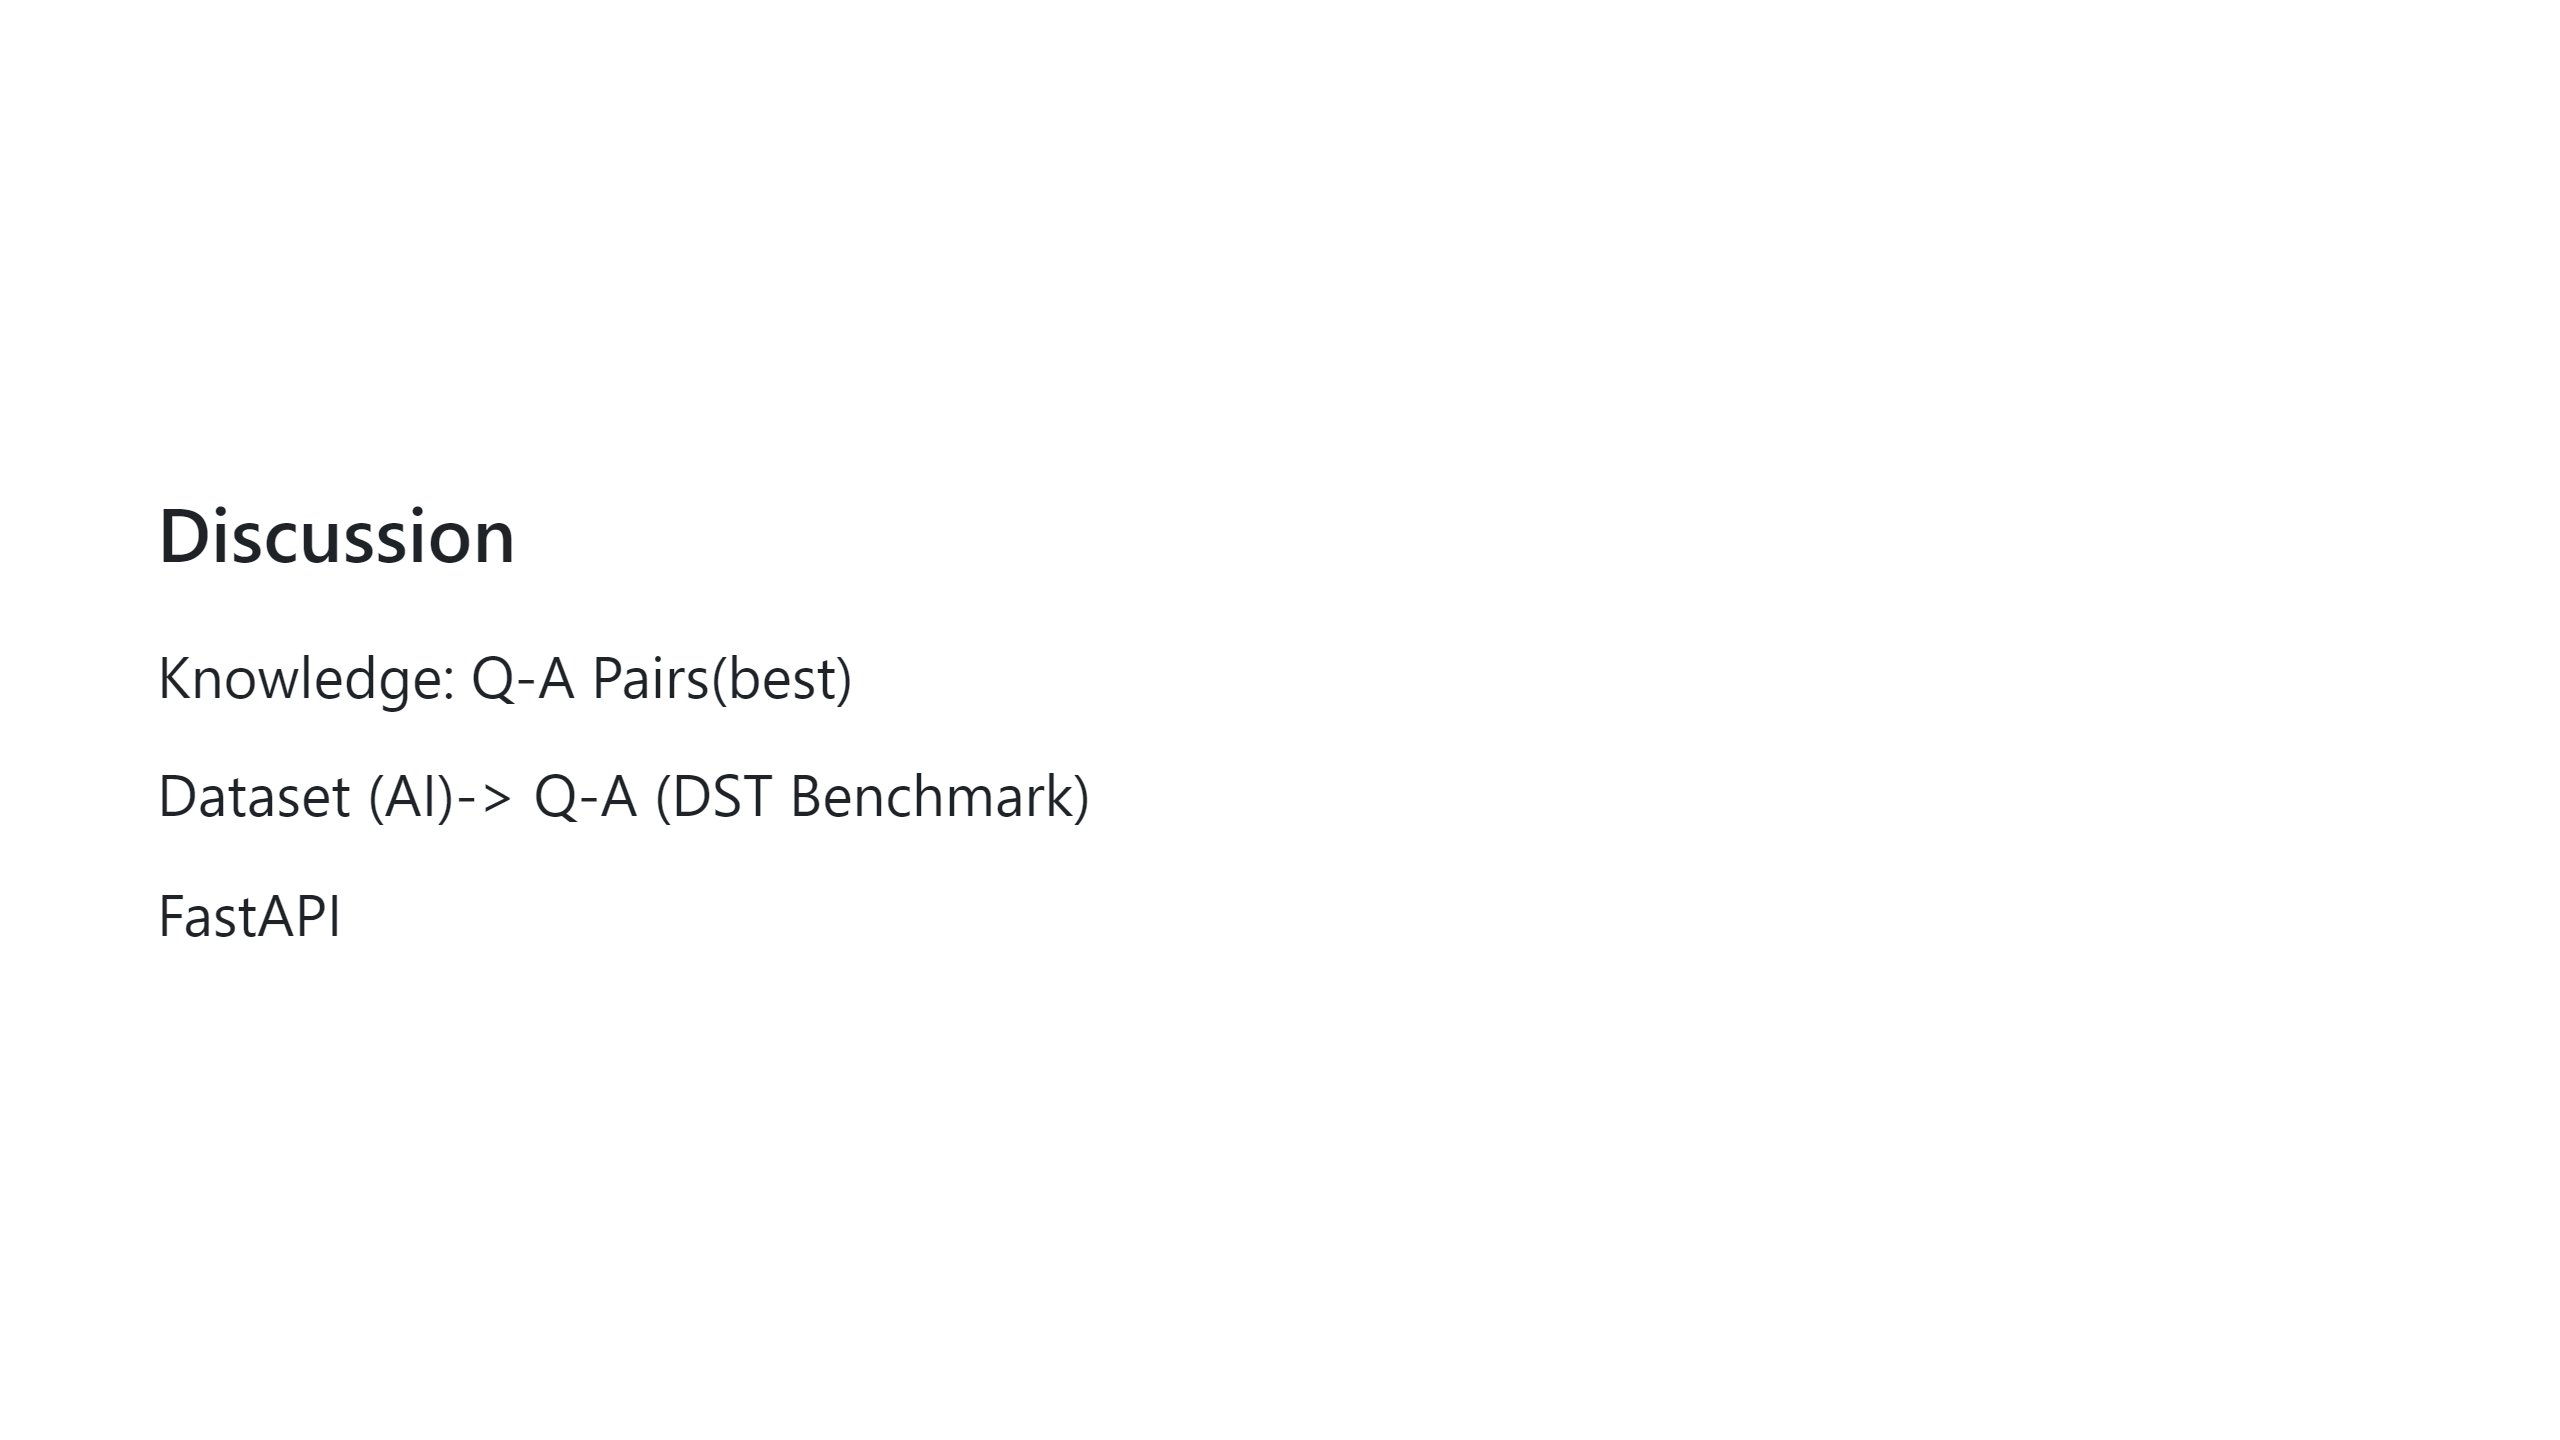 Discussion
Knowledge: Q-A Pairs(best)
Dataset (AI)-> Q-A (DST Benchmark)
FastAPI